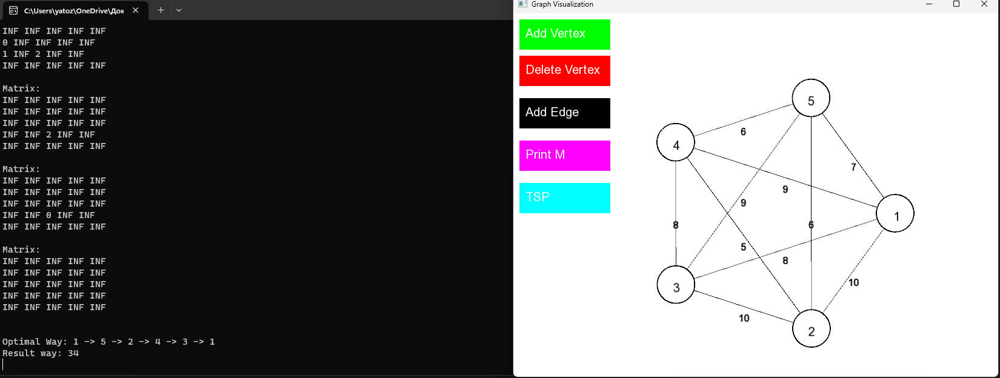 C:\Users\yatoz\OneDrive\Док
INF INF INF INF INF
0 INF INF INF INF
1 INF 2 INF INF
INF INF INF INF INF
Matrix:
INF INF INF INF INF
INF INF INF INF INF
INF INF INF INF INF
INF INF 2 INF INF
INF INF INF INF INF
Matrix:
INF INF INF INF INF
INF INF INF INF INF
INF INF INF INF INF
INF INF 0 INF INF
INF INF INF INF INF
Matrix:
INF INF INF INF INF
INF INF INF INF INF
INF INF INF INF INF
INF INF INF INF INF
INF INF INF INF INF
Optimal Way: 1 -> 5 -> 2 -> 4 -> 3 -> 1
Result way: 34
Graph Visualization
Add Vertex
Delete Vertex
Add Edge
Print M
TSP
5
6
4
7
9
9
1
8
6
5
8
10
3
10
2